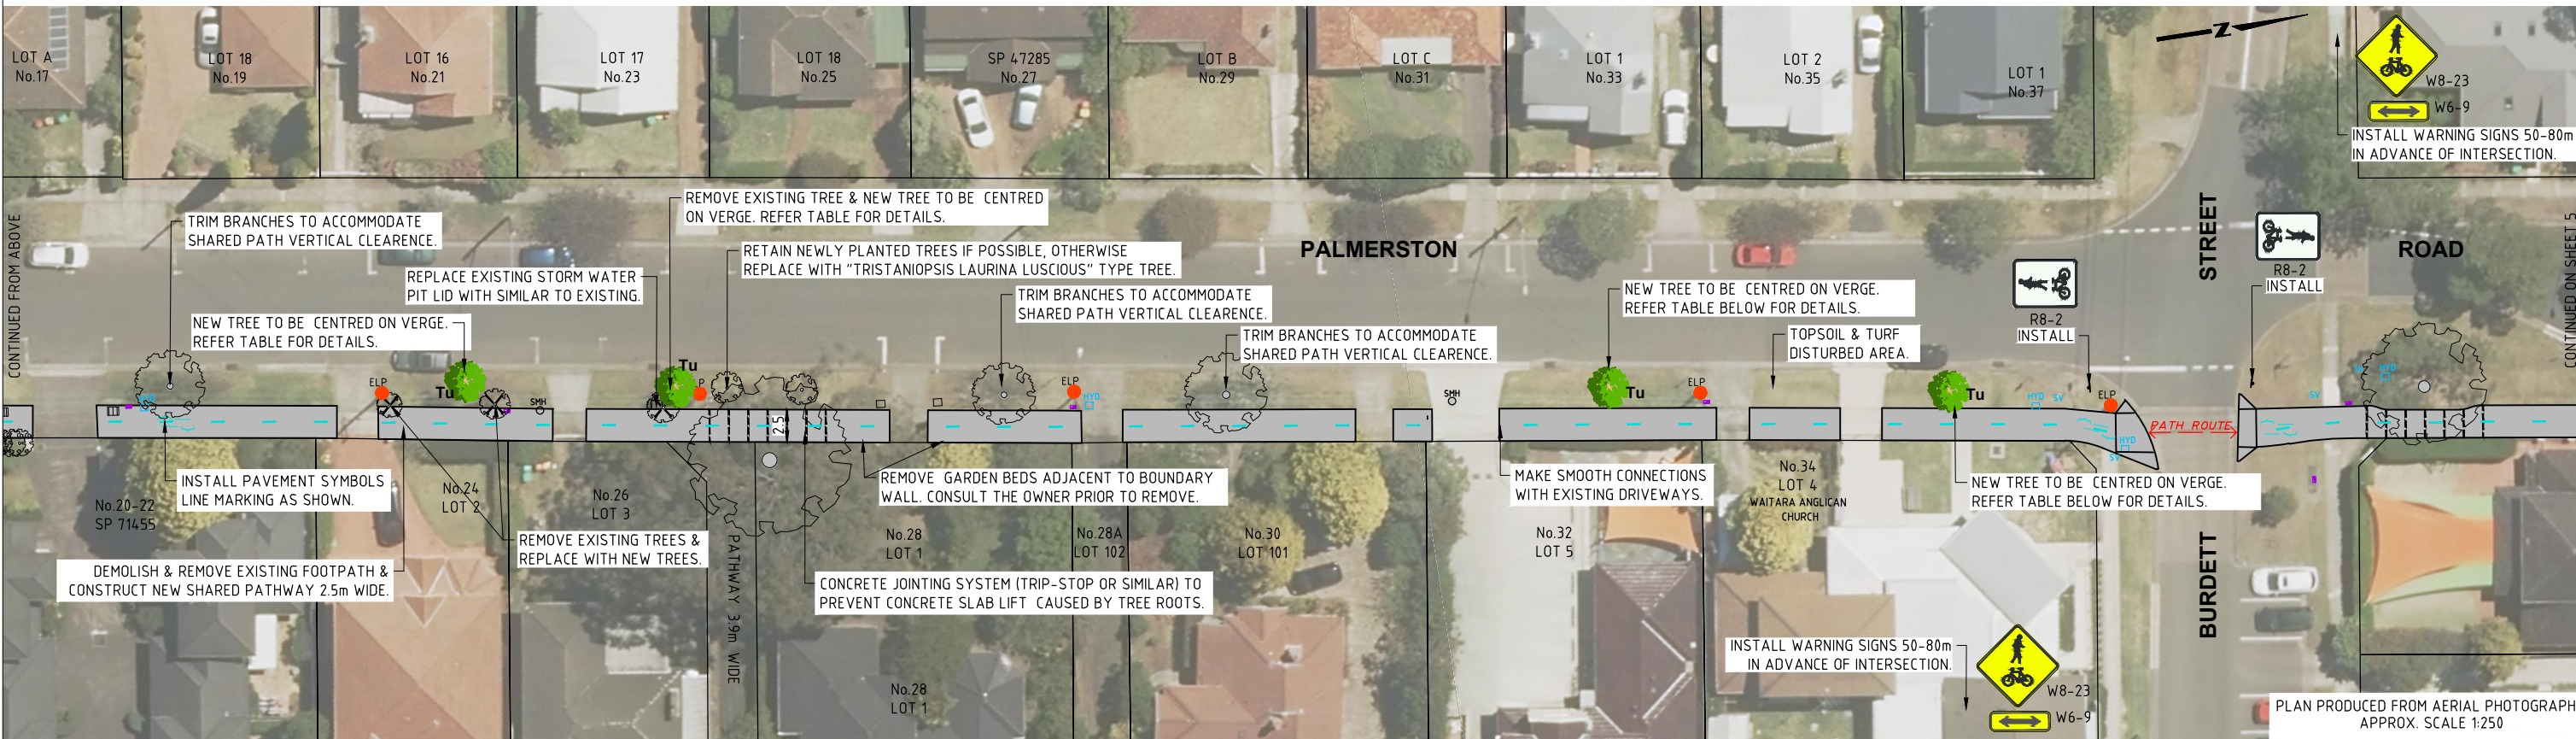 LOT A
No.17
LOT 18
No.19
LOT 16
No.21
LOT 17
No.23
LOT 18
No.25
SP 47285
No.27
LOT B
No.29
LOT C
No.31
LOT 1
No.33
LOT 2
No.35
LOT 1
No.37
N
W8-23
W6-9
INSTALL WARNING SIGNS 50-80m
IN ADVANCE OF INTERSECTION.
CONTINUED FROM ABOVE
TRIM BRANCHES TO ACCOMMODATE
SHARED PATH VERTICAL CLEARENCE.
REMOVE EXISTING TREE & NEW TREE TO BE CENTRED
ON VERGE. REFER TABLE FOR DETAILS.
RETAIN NEWLY PLANTED TREES IF POSSIBLE, OTHERWISE
REPLACE WITH "TRISTANIOPSIS LAURINA LUSCIOUS" TYPE TREE.
REPLACE EXISTING STORM WATER
PIT LID WITH SIMILAR TO EXISTING.
NEW TREE TO BE CENTRED ON VERGE.
REFER TABLE FOR DETAILS.
TRIM BRANCHES TO ACCOMMODATE
SHARED PATH VERTICAL CLEARENCE.
TRIM BRANCHES TO ACCOMMODATE
SHARED PATH VERTICAL CLEARENCE.
PALMERSTON
NEW TREE TO BE CENTRED ON VERGE.
REFER TABLE BELOW FOR DETAILS.
TOPSOIL & TURF
DISTURBED AREA.
R8-2
INSTALL
STREET
R8-2
INSTALL
ROAD
CONTINUED ON SHEET 5
HYD
ELP
Tu
SMH
Tu
P
2.5
ELP
HYD
SMH
Tu
ELP
Tu
HYD
SV
ELP
HYD
SV
PATH ROUTE
SV
SV
HYD
INSTALL PAVEMENT SYMBOLS
LINE MARKING AS SHOWN.
No.20-22
SP 71455
No.24
LOT 2
No.26
LOT 3
REMOVE EXISTING TREES &
REPLACE WITH NEW TREES.
DEMOLISH & REMOVE EXISTING FOOTPATH &
CONSTRUCT NEW SHARED PATHWAY 2.5m WIDE.
PATHWAY 3.9m WIDE
REMOVE GARDEN BEDS ADJACENT TO BOUNDARY
WALL. CONSULT THE OWNER PRIOR TO REMOVE.
No.28
LOT 1
No.28A
LOT 102
No.30
LOT 101
CONCRETE JOINTING SYSTEM (TRIP-STOP OR SIMILAR) TO
PREVENT CONCRETE SLAB LIFT CAUSED BY TREE ROOTS.
No.28
LOT 1
MAKE SMOOTH CONNECTIONS
WITH EXISTING DRIVEWAYS.
No.32
LOT 5
No.34
LOT 4
WAITARA ANGLICAN
CHURCH
NEW TREE TO BE CENTRED ON VERGE.
REFER TABLE BELOW FOR DETAILS.
INSTALL WARNING SIGNS 50-80m
IN ADVANCE OF INTERSECTION.
W8-23
W6-9
BURDETT
PLAN PRODUCED FROM AERIAL PHOTOGRAPH
APPROX. SCALE 1:250